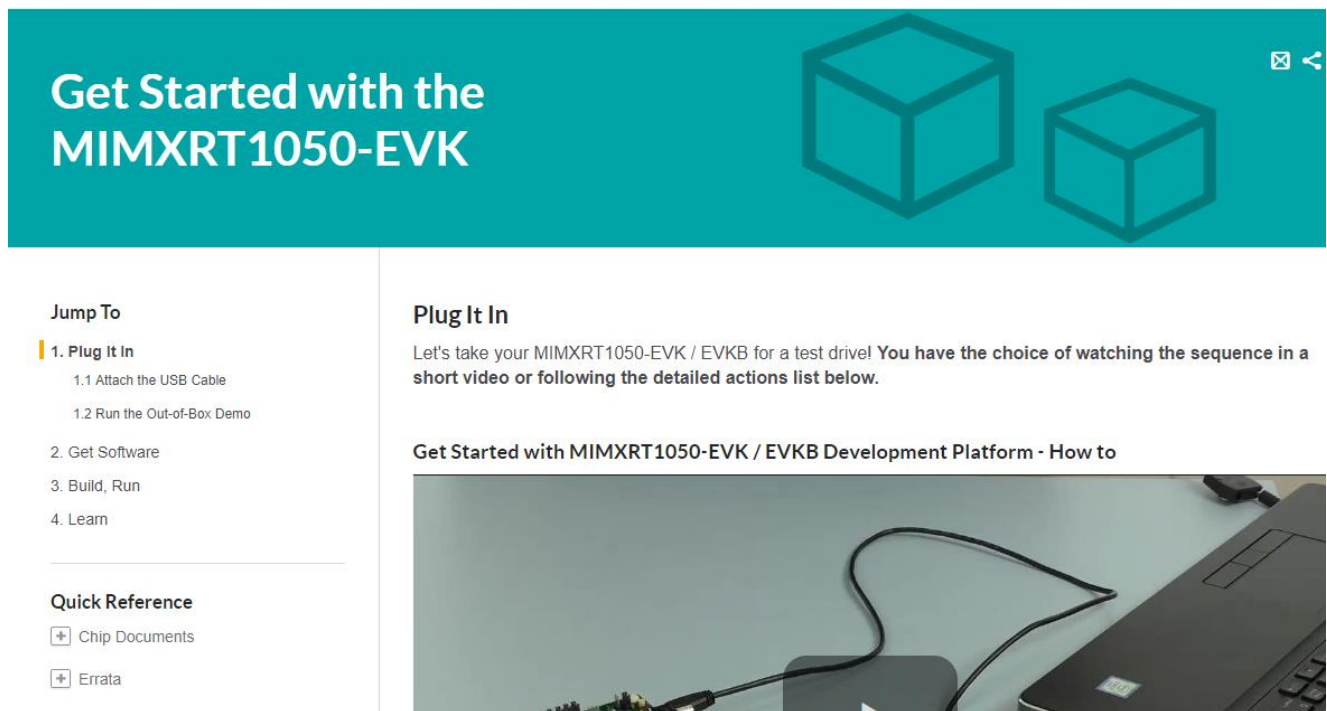 Get Started with the
MIMXRT1050-EVK
Jump To
1. Plug It In
1.1 Attach the USB Cable
1.2 Run the Out-of-Box Demo
2. Get Software
3. Build, Run
4. Learn
Quick Reference
Chip Documents
Errata
Plug It In
Let's take your MIMXRT1050-EVK / EVKB for a test drive! You have the choice of watching the sequence in a
short video or following the detailed actions list below.
Get Started with MIMXRT1050-EVK / EVKB Development Platform - How to